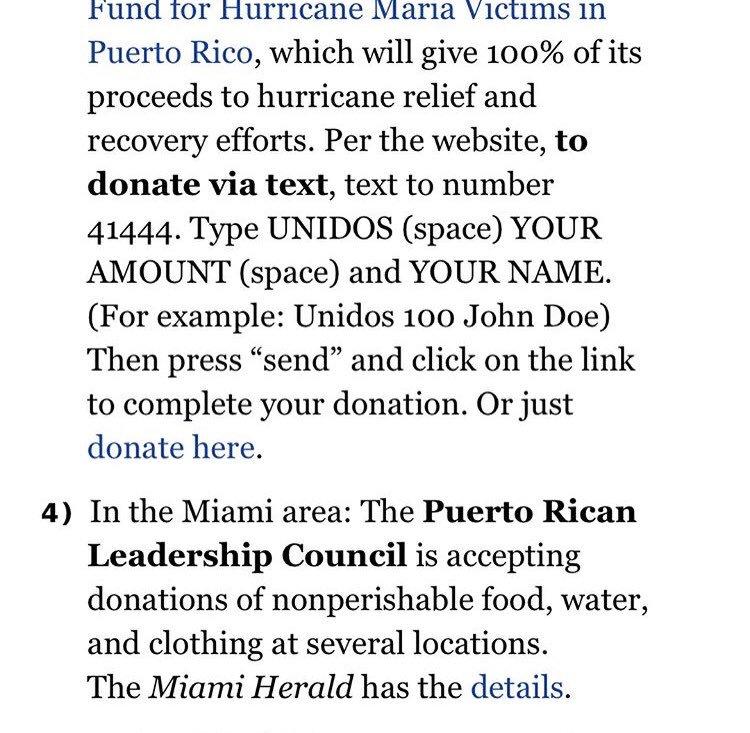 Fund for Hurricane Maria Victims in
Puerto Rico, which will give 100% of its
proceeds to hurricane relief and
recovery efforts. Per the website, to
donate via text, text to number
41444. Type UNIDOS (space) YOUR
AMOUNT (space) and YOUR NAME.
(For example: Unidos 100 John Doe)
Then press “send” and click on the link
to complete your donation. Or just
donate here.
4) In the Miami area: The Puerto Rican
Leadership Council is accepting
donations of nonperishable food, water,
and clothing at several locations.
The Miami Herald has the details.